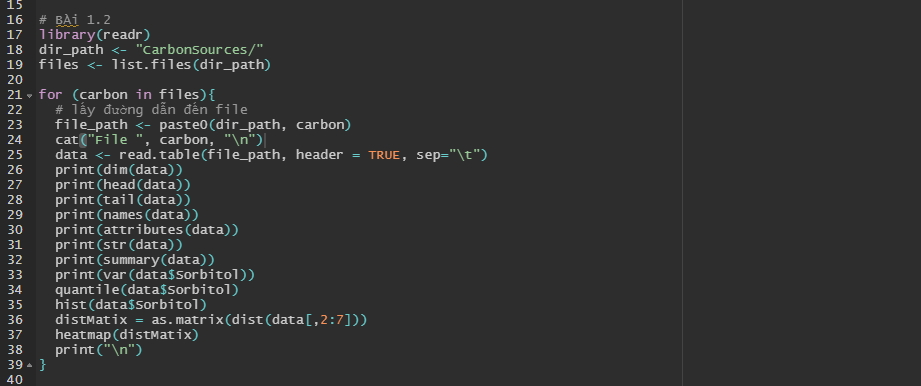 15
16 # BÀi 1.2
17 library(readr)
18 dir_path <- "CarbonSources/"
19 files <- list.files(dir_path)
20
21 for (carbon in files){
22 # lấy đường dẫn đến file
23 file_path <- paste0(dir_path, carbon)
24 cat("File ", carbon, "\n")
25 data <- read.table(file_path, header = TRUE, sep="\t")
26 print(dim(data))
27 print(head(data))
28 print(tail(data))
29 print(names(data))
30 print(attributes(data))
31 print(str(data))
32 print(summary(data))
33 print(var(data$Sorbitol))
34 quantile(data$Sorbitol)
35 hist(data$Sorbitol)
36 distMatix = as.matrix(dist(data[,2:7]))
37 heatmap(distMatix)
38 print("\n")
39 }
40